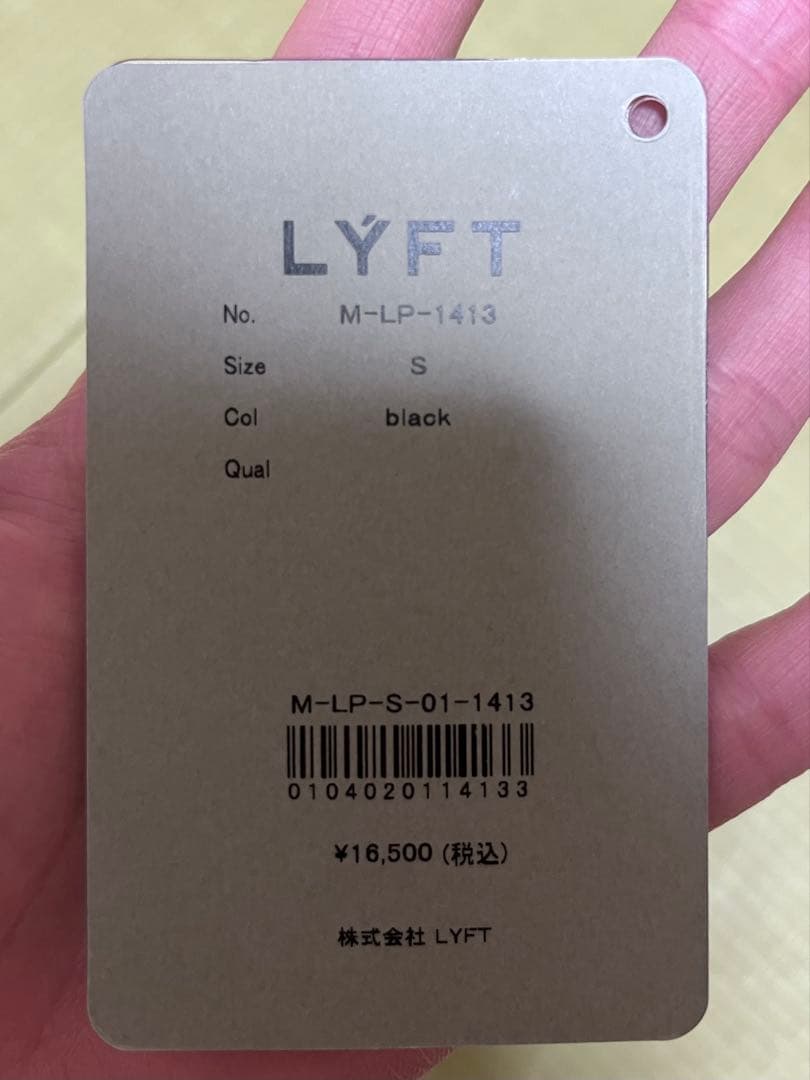 LÝFT
No. M-LP-1413
Size S
Col black
Qual
M-LP-S-01-1413
0104020114133
¥16,500 (税込)
株式会社 LYFT